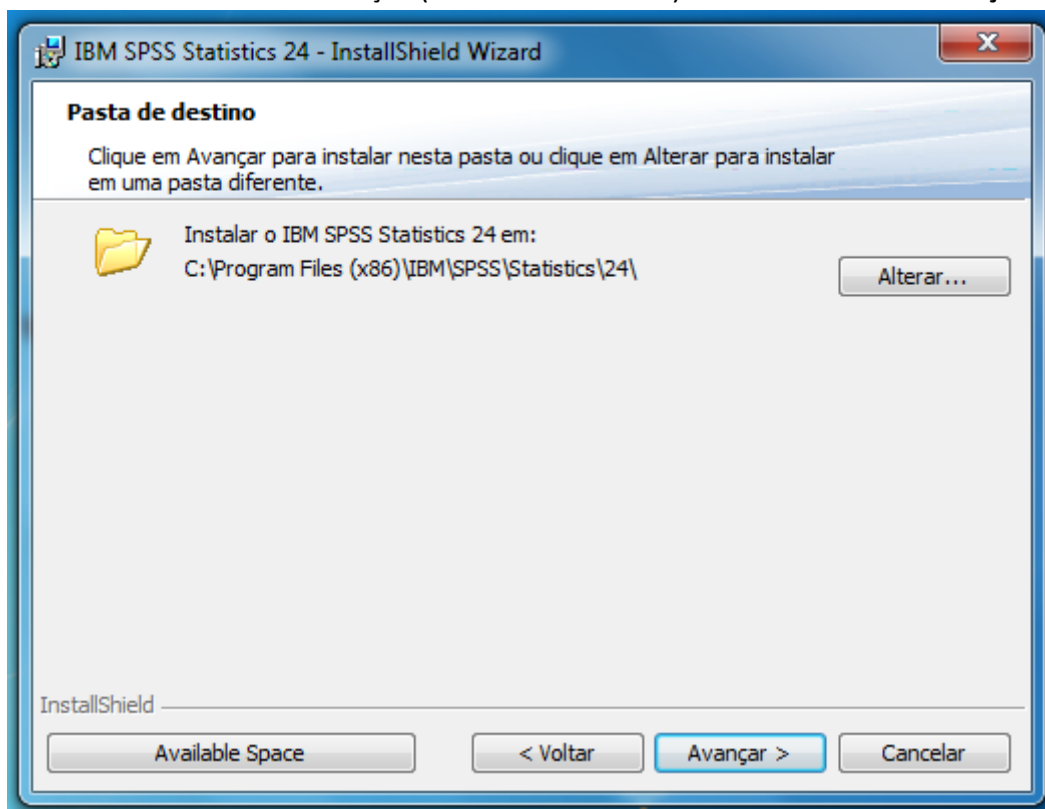 IBM SPSS Statistics 24 - InstallShield Wizard
Pasta de destino
Clique em Avançar para instalar nesta pasta ou clique em Alterar para instalar
em uma pasta diferente.
Instalar o IBM SPSS Statistics 24 em:
C:\Program Files (x86)\IBM\SPSS\Statistics\24\
Alterar...
InstallShield
Available Space
< Voltar
Avançar >
Cancelar